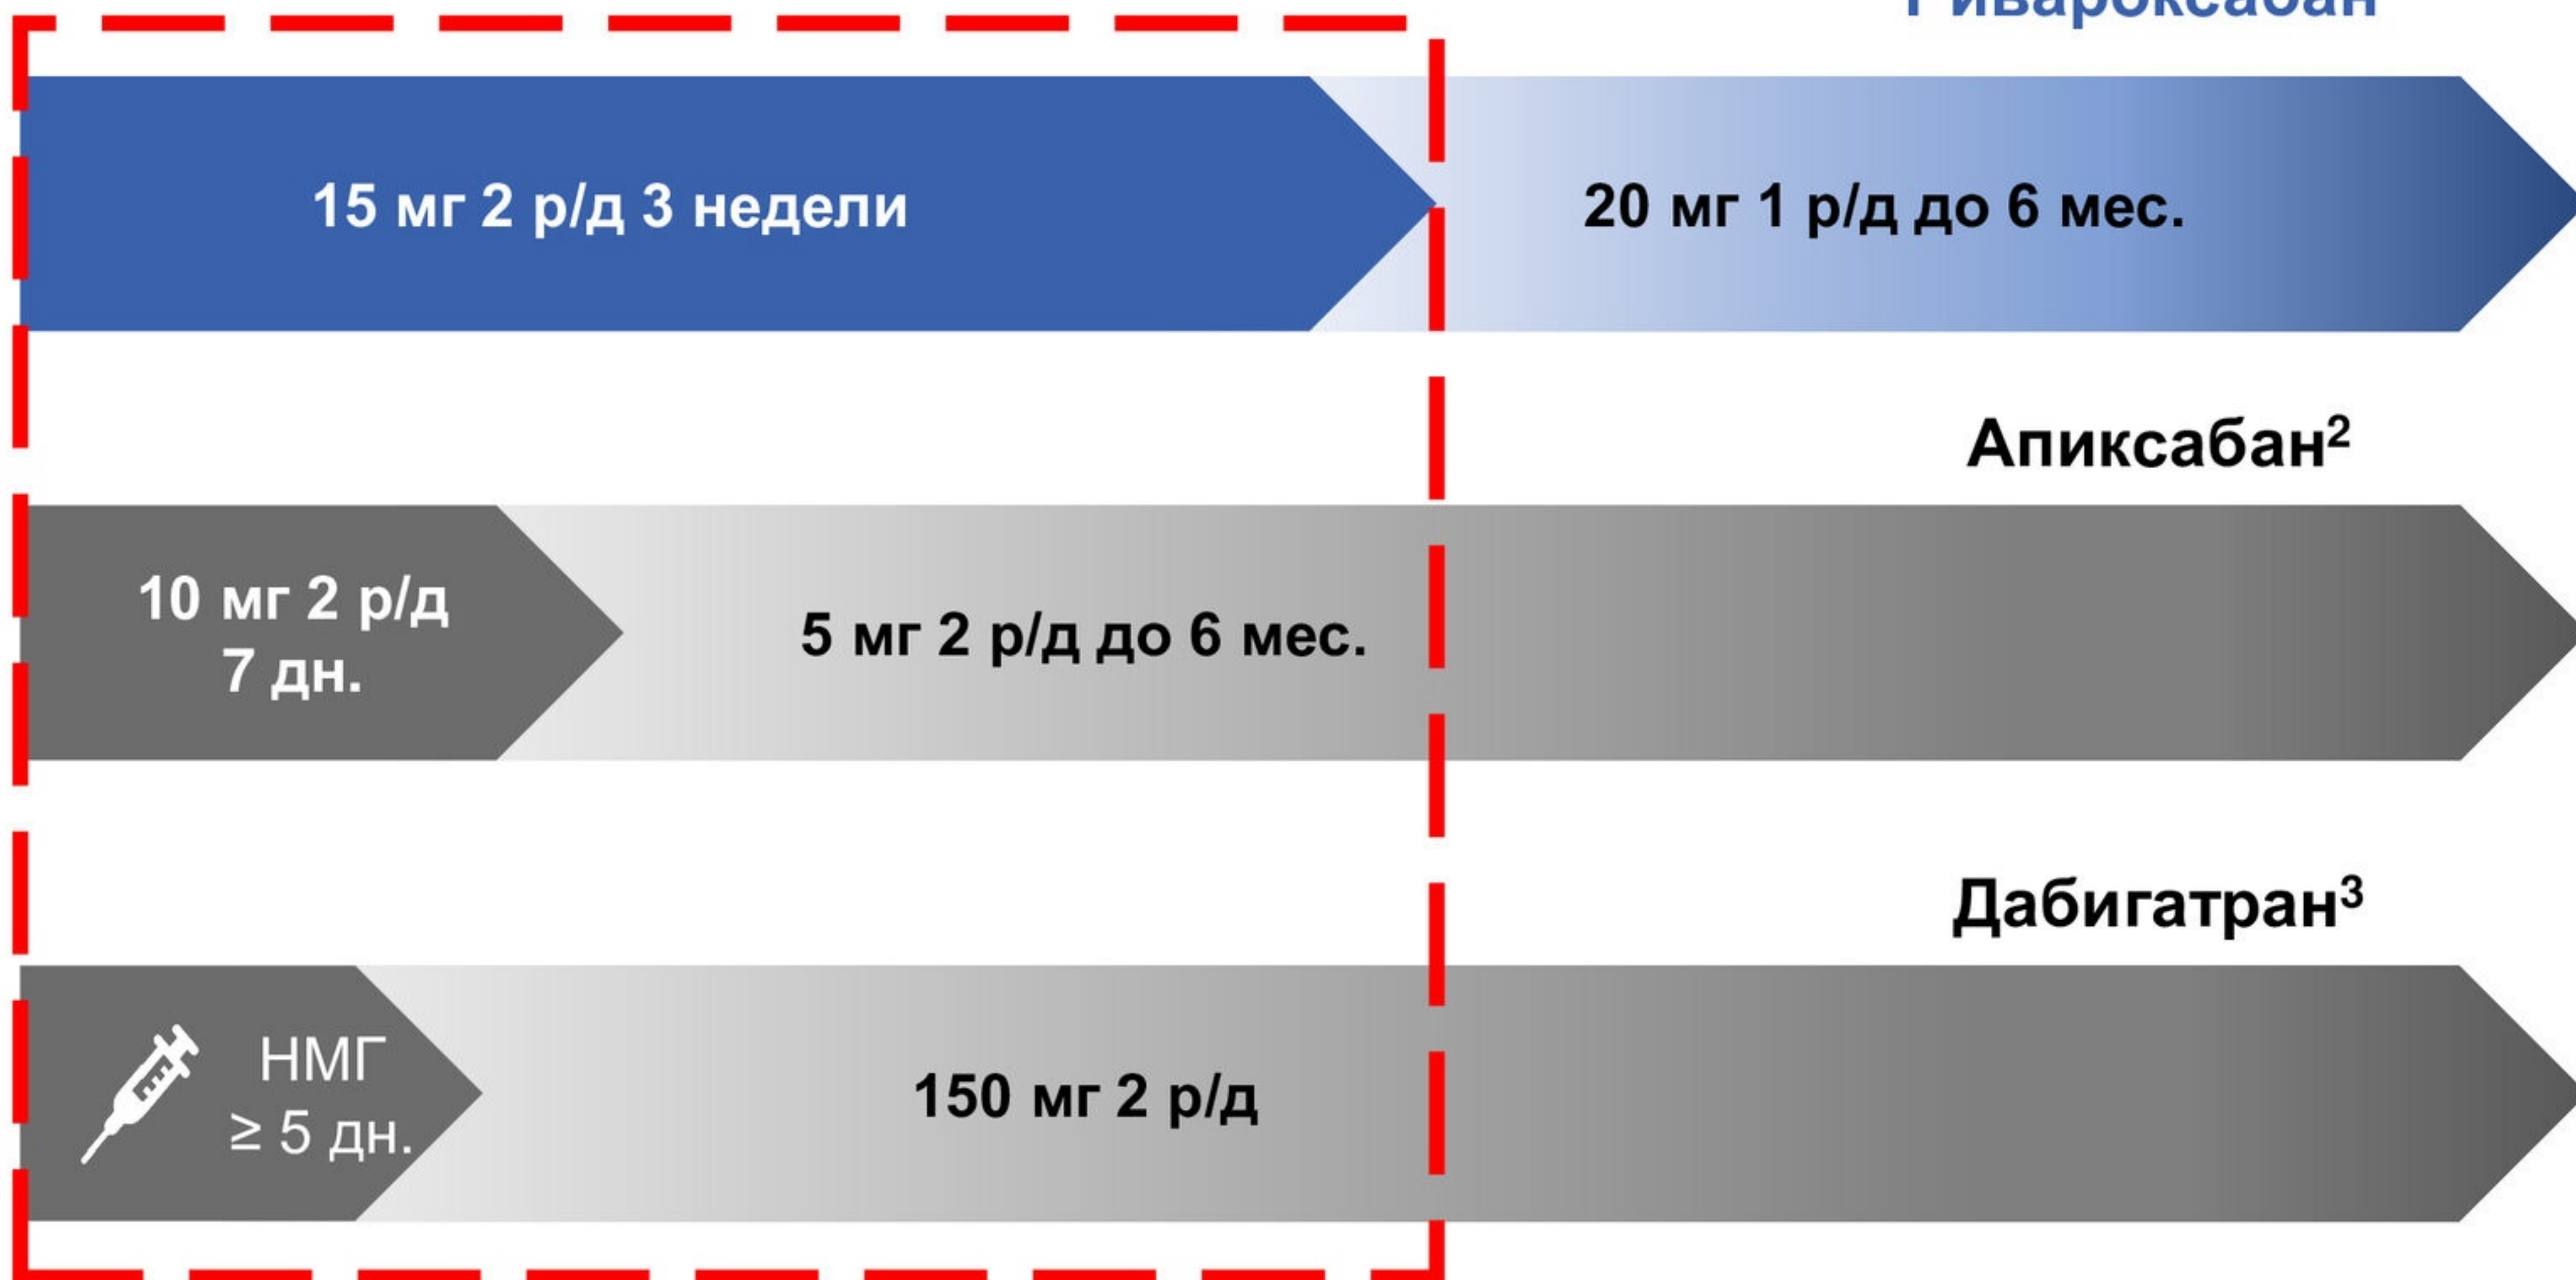 Ривароксабан
15 мг 2 р/д 3 недели
20 мг 1 р/д до 6 мес.
Апиксабан²
10 мг 2 р/д
7 дн.
5 мг 2 р/д до 6 мес.
Дабигатран³
НМГ
≥ 5 дн.
150 мг 2 р/д